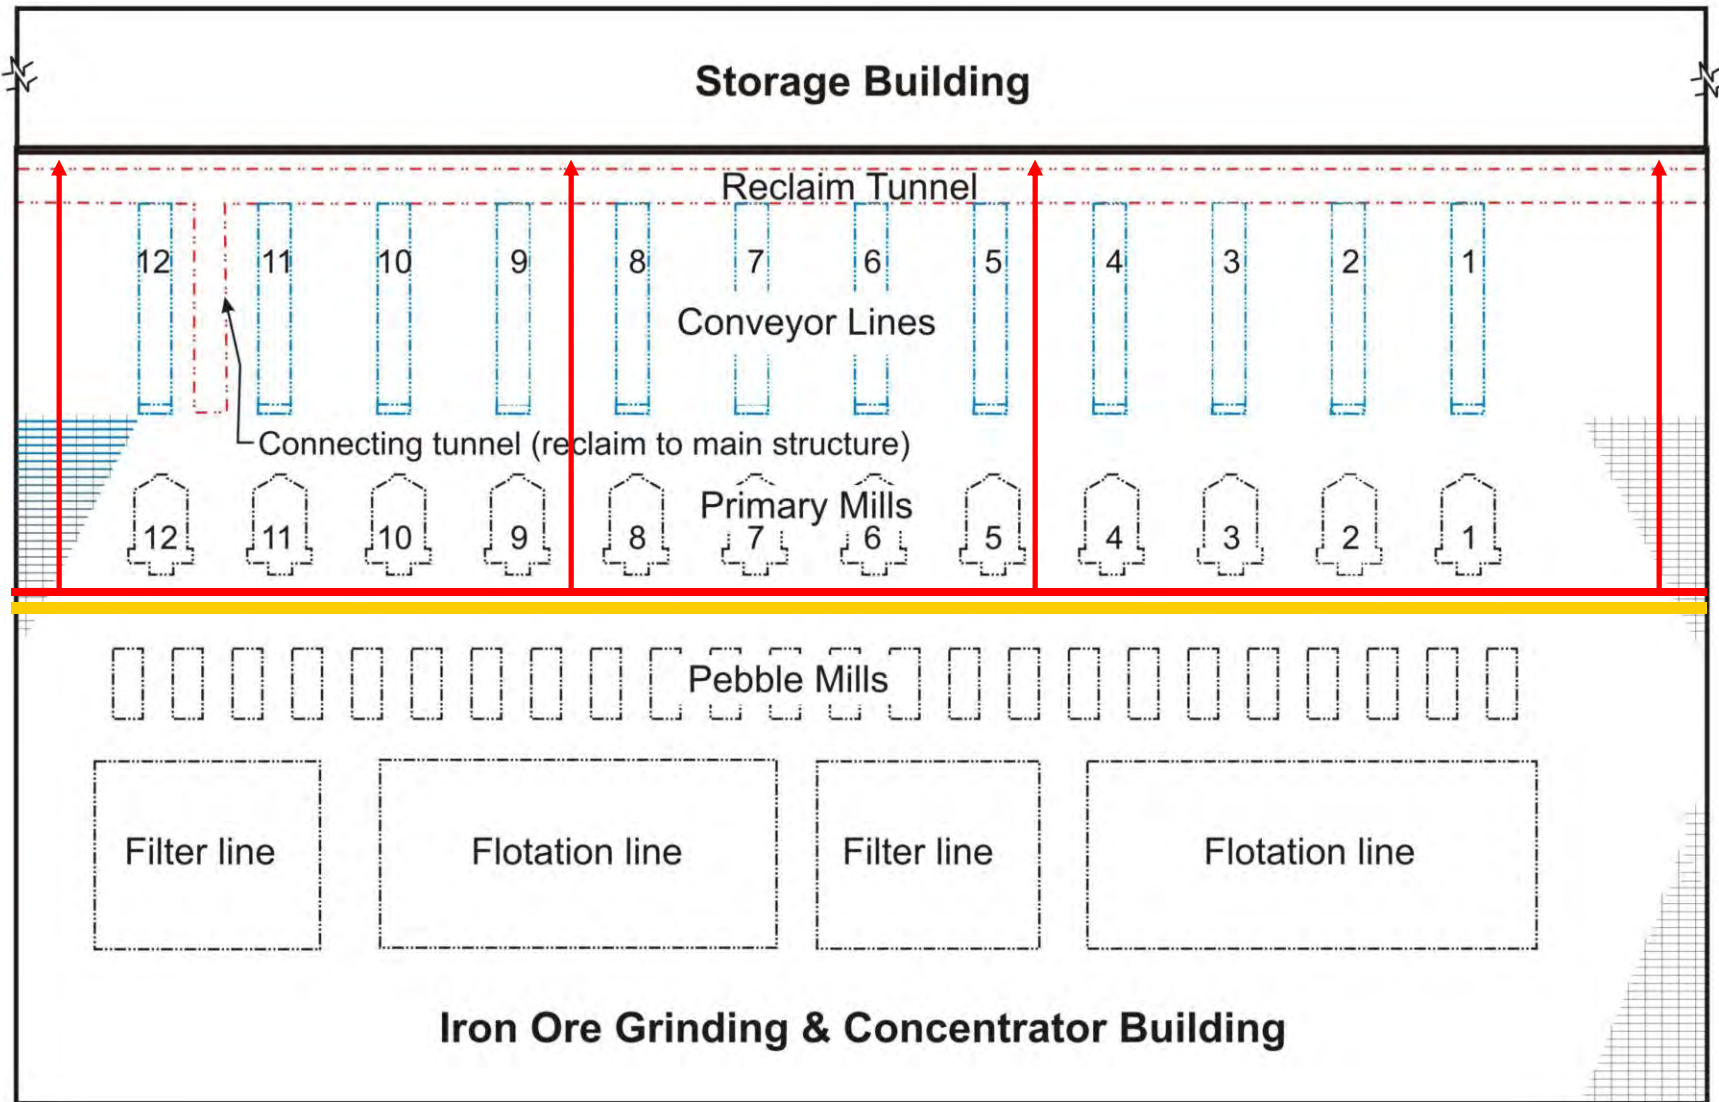 Storage Building
Reclaim Tunnel
12 11 10 9 8 7 6 5 4 3 2 1
Conveyor Lines
Connecting tunnel (reclaim to main structure)
Primary Mills
12 11 10 9 8 7 6 5 4 3 2 1
Pebble Mills
Filter line Flotation line Filter line Flotation line
Iron Ore Grinding & Concentrator Building